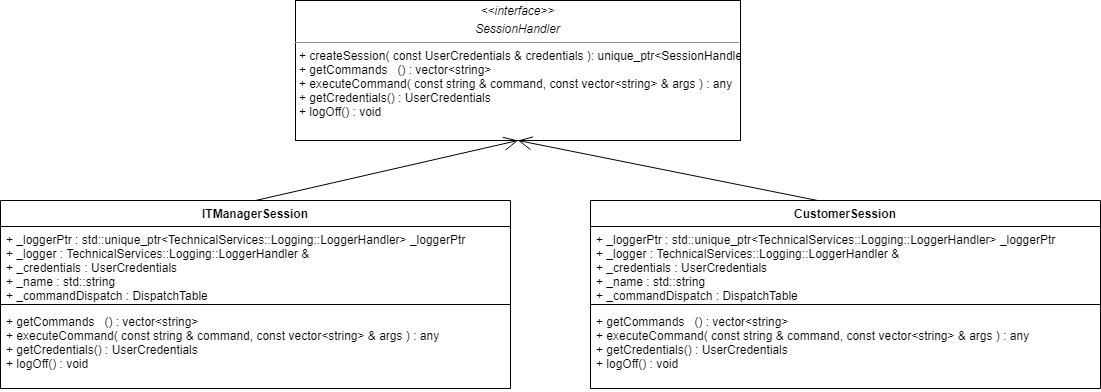 <<interface>>
SessionHandler
+ createSession( const UserCredentials & credentials ): unique_ptr<SessionHandle
+ getCommands () : vector<string>
+ executeCommand( const string & command, const vector<string> & args ) : any
+ getCredentials() : UserCredentials
+ logOff() : void
ITManagerSession
+ _loggerPtr : std::unique_ptr<TechnicalServices::Logging::LoggerHandler> _loggerPtr
+ _logger : TechnicalServices::Logging::LoggerHandler &
+ _credentials : UserCredentials
+ _name : std::string
+ _commandDispatch : DispatchTable
+ getCommands () : vector<string>
+ executeCommand( const string & command, const vector<string> & args ) : any
+ getCredentials() : UserCredentials
+ logOff() : void
CustomerSession
+ _loggerPtr : std::unique_ptr<TechnicalServices::Logging::LoggerHandler> _loggerPtr
+ _logger : TechnicalServices::Logging::LoggerHandler &
+ _credentials : UserCredentials
+ _name : std::string
+ _commandDispatch : DispatchTable
+ getCommands () : vector<string>
+ executeCommand( const string & command, const vector<string> & args ) : any
+ getCredentials() : UserCredentials
+ logOff() : void